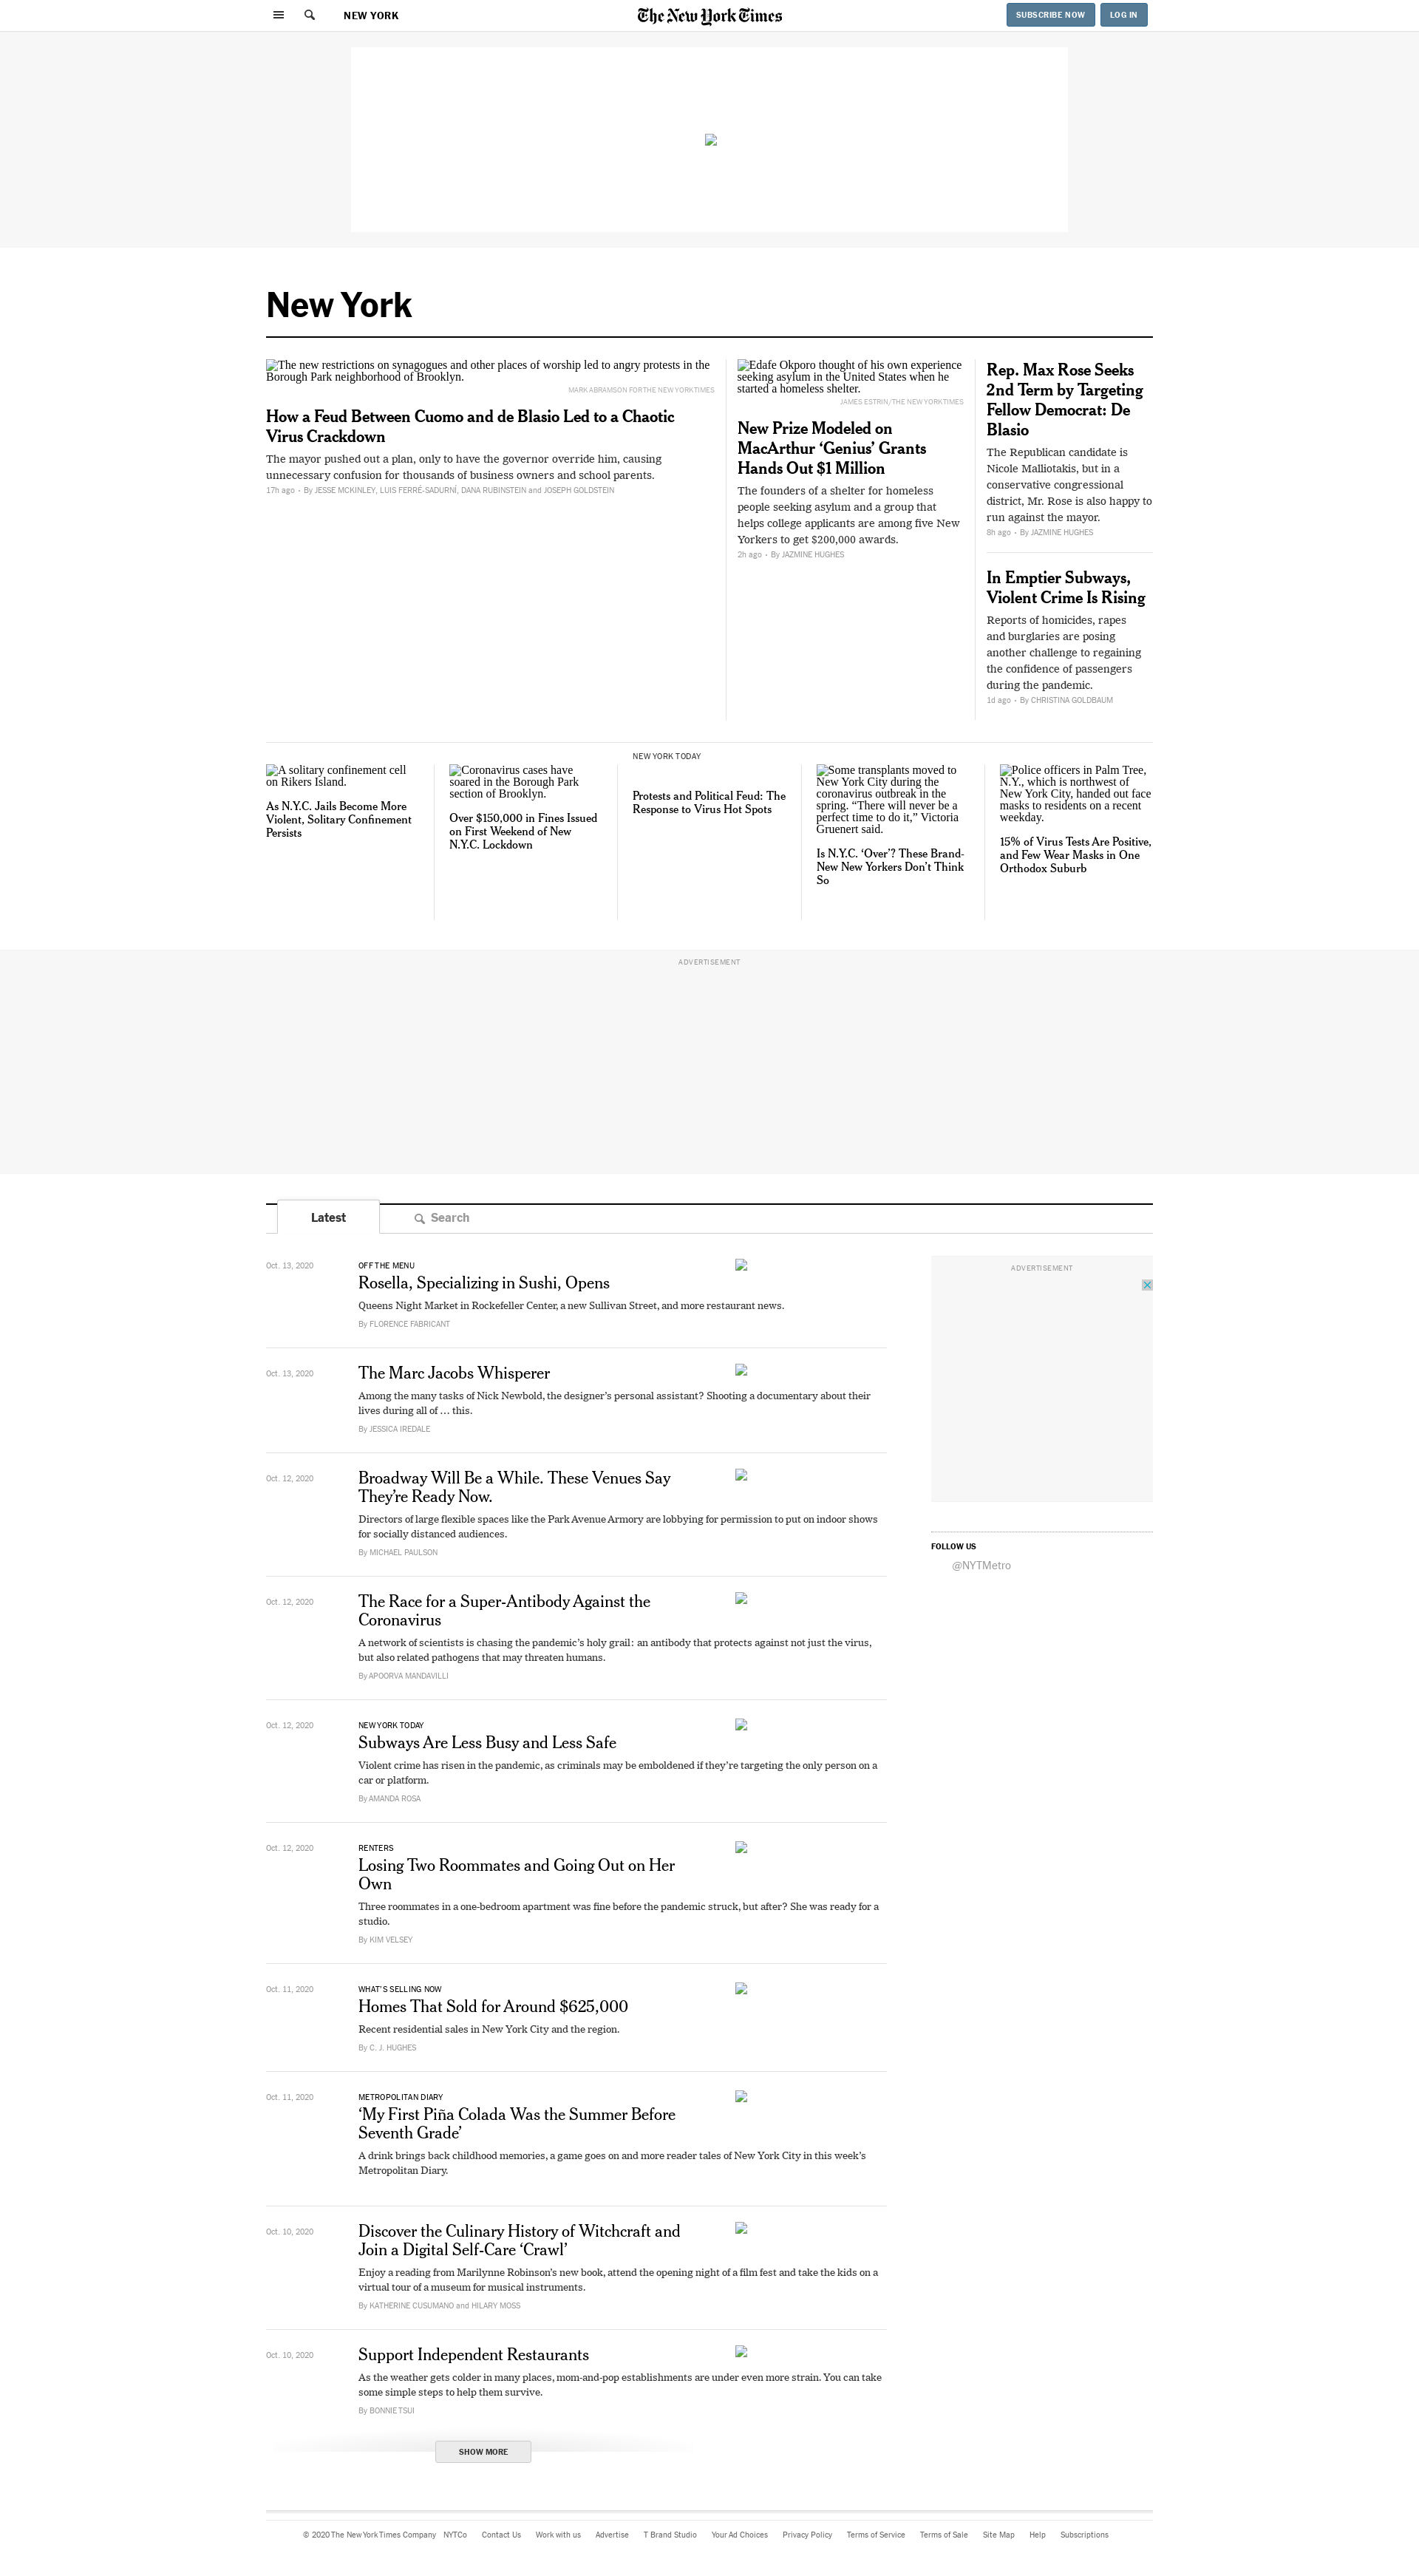 NEW YORK
The New York Times
SUBSCRIBE NOW
LOG IN
New York
The new restrictions on synagogues and other places of worship led to angry protests in the
Borough Park neighborhood of Brooklyn.
MARK ABRAMSON FOR THE NEW YORK TIMES
How a Feud Between Cuomo and de Blasio Led to a Chaotic
Virus Crackdown
The mayor pushed out a plan, only to have the governor override him, causing
unnecessary confusion for thousands of business owners and school parents.
17h ago • By JESSE MCKINLEY, LUIS FERRÉ-SADURNÍ, DANA RUBINSTEIN and JOSEPH GOLDSTEIN
Edafe Okporo thought of his own experience
seeking asylum in the United States when he
started a homeless shelter.
JAMES ESTRIN/THE NEW YORK TIMES
New Prize Modeled on
MacArthur ‘Genius’ Grants
Hands Out $1 Million
The founders of a shelter for homeless
people seeking asylum and a group that
helps college applicants are among five New
Yorkers to get $200,000 awards.
2h ago • By JAZMINE HUGHES
Rep. Max Rose Seeks
2nd Term by Targeting
Fellow Democrat: De
Blasio
The Republican candidate is
Nicole Malliotakis, but in a
conservative congressional
district, Mr. Rose is also happy to
run against the mayor.
8h ago • By JAZMINE HUGHES
In Emptier Subways,
Violent Crime Is Rising
Reports of homicides, rapes
and burglaries are posing
another challenge to regaining
the confidence of passengers
during the pandemic.
1d ago • By CHRISTINA GOLDBAUM
A solitary confinement cell
on Rikers Island.
As N.Y.C. Jails Become More
Violent, Solitary Confinement
Persists
Coronavirus cases have
soared in the Borough Park
section of Brooklyn.
Over $150,000 in Fines Issued
on First Weekend of New
N.Y.C. Lockdown
NEW YORK TODAY
Protests and Political Feud: The
Response to Virus Hot Spots
Some transplants moved to
New York City during the
coronavirus outbreak in the
spring. “There will never be a
perfect time to do it,” Victoria
Gruenert said.
Is N.Y.C. ‘Over’? These Brand-
New New Yorkers Don’t Think
So
Police officers in Palm Tree,
N.Y., which is northwest of
New York City, handed out face
masks to residents on a recent
weekday.
15% of Virus Tests Are Positive,
and Few Wear Masks in One
Orthodox Suburb
ADVERTISEMENT
Latest
Search
Oct. 13, 2020
OFF THE MENU
Rosella, Specializing in Sushi, Opens
Queens Night Market in Rockefeller Center, a new Sullivan Street, and more restaurant news.
By FLORENCE FABRICANT
Oct. 13, 2020
The Marc Jacobs Whisperer
Among the many tasks of Nick Newbold, the designer’s personal assistant? Shooting a documentary about their
lives during all of … this.
By JESSICA IREDALE
Oct. 12, 2020
Broadway Will Be a While. These Venues Say
They’re Ready Now.
Directors of large flexible spaces like the Park Avenue Armory are lobbying for permission to put on indoor shows
for socially distanced audiences.
By MICHAEL PAULSON
Oct. 12, 2020
The Race for a Super-Antibody Against the
Coronavirus
A network of scientists is chasing the pandemic’s holy grail: an antibody that protects against not just the virus,
but also related pathogens that may threaten humans.
By APOORVA MANDAVILLI
Oct. 12, 2020
NEW YORK TODAY
Subways Are Less Busy and Less Safe
Violent crime has risen in the pandemic, as criminals may be emboldened if they’re targeting the only person on a
car or platform.
By AMANDA ROSA
Oct. 12, 2020
RENTERS
Losing Two Roommates and Going Out on Her
Own
Three roommates in a one-bedroom apartment was fine before the pandemic struck, but after? She was ready for a
studio.
By KIM VELSEY
Oct. 11, 2020
WHAT’S SELLING NOW
Homes That Sold for Around $625,000
Recent residential sales in New York City and the region.
By C. J. HUGHES
Oct. 11, 2020
METROPOLITAN DIARY
‘My First Piña Colada Was the Summer Before
Seventh Grade’
A drink brings back childhood memories, a game goes on and more reader tales of New York City in this week’s
Metropolitan Diary.
Oct. 10, 2020
Discover the Culinary History of Witchcraft and
Join a Digital Self-Care ‘Crawl’
Enjoy a reading from Marilynne Robinson’s new book, attend the opening night of a film fest and take the kids on a
virtual tour of a museum for musical instruments.
By KATHERINE CUSUMANO and HILARY MOSS
Oct. 10, 2020
Support Independent Restaurants
As the weather gets colder in many places, mom-and-pop establishments are under even more strain. You can take
some simple steps to help them survive.
By BONNIE TSUI
SHOW MORE
ADVERTISEMENT
FOLLOW US
@NYTMetro
© 2020 The New York Times Company NYTCo Contact Us Work with us Advertise T Brand Studio Your Ad Choices Privacy Policy Terms of Service Terms of Sale Site Map Help Subscriptions